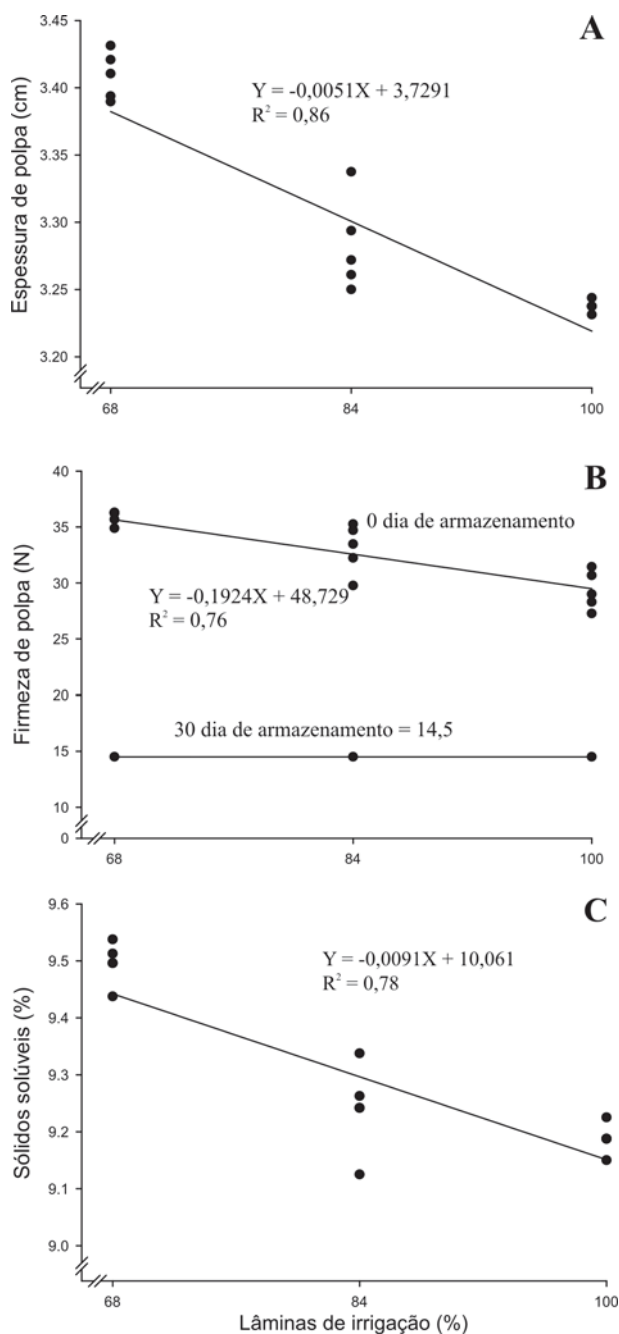 A
Espessura de polpa (cm)
3.45
3.40
3.35
3.30
3.25
3.20
Y = -0,0051X + 3,7291
R² = 0,86
68
84
100
B
Firmeza de polpa (N)
40
35
30
25
20
15
10
0
0 dia de armazenamento
Y = -0,1924X + 48,729
R² = 0,76
30 dia de armazenamento = 14,5
68
84
100
C
Sólidos solúveis (%)
9.6
9.5
9.4
9.3
9.2
9.1
9.0
Y = -0,0091X + 10,061
R² = 0,78
68
84
100
Lâminas de irrigação (%)